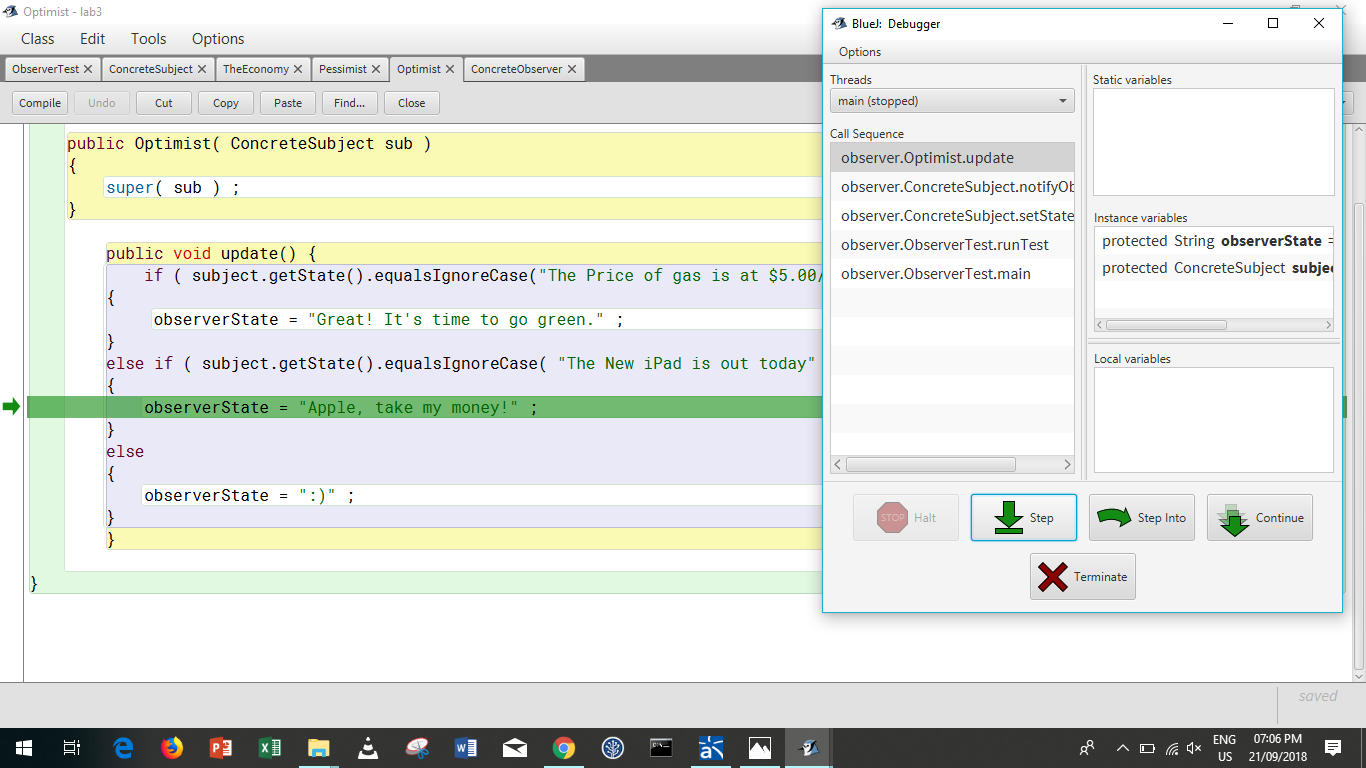 Optimist - lab3
Class Edit Tools Options
ObserverTest ConcreteSubject TheEconomy Pessimist Optimist ConcreteObserver
Compile Undo Cut Copy Paste Find... Close
public Optimist( ConcreteSubject sub )
{
super( sub ) ;
}
public void update() {
if ( subject.getState().equalsIgnoreCase("The Price of gas is at $5.00/
{
observerState = "Great! It's time to go green." ;
}
else if ( subject.getState().equalsIgnoreCase( "The New iPad is out today"
{
observerState = "Apple, take my money!" ;
}
else
{
observerState = ":)" ;
}
}
}
BlueJ: Debugger
Options
Threads
main (stopped)
Call Sequence
observer.Optimist.update
observer.ConcreteSubject.notifyOb
observer.ConcreteSubject.setState
observer.ObserverTest.runTest
observer.ObserverTest.main
Static variables
Instance variables
protected String observerState =
protected ConcreteSubject subje
Local variables
STOP Halt Step Step Into Continue
Terminate
saved
ENG
US
07:06 PM
21/09/2018